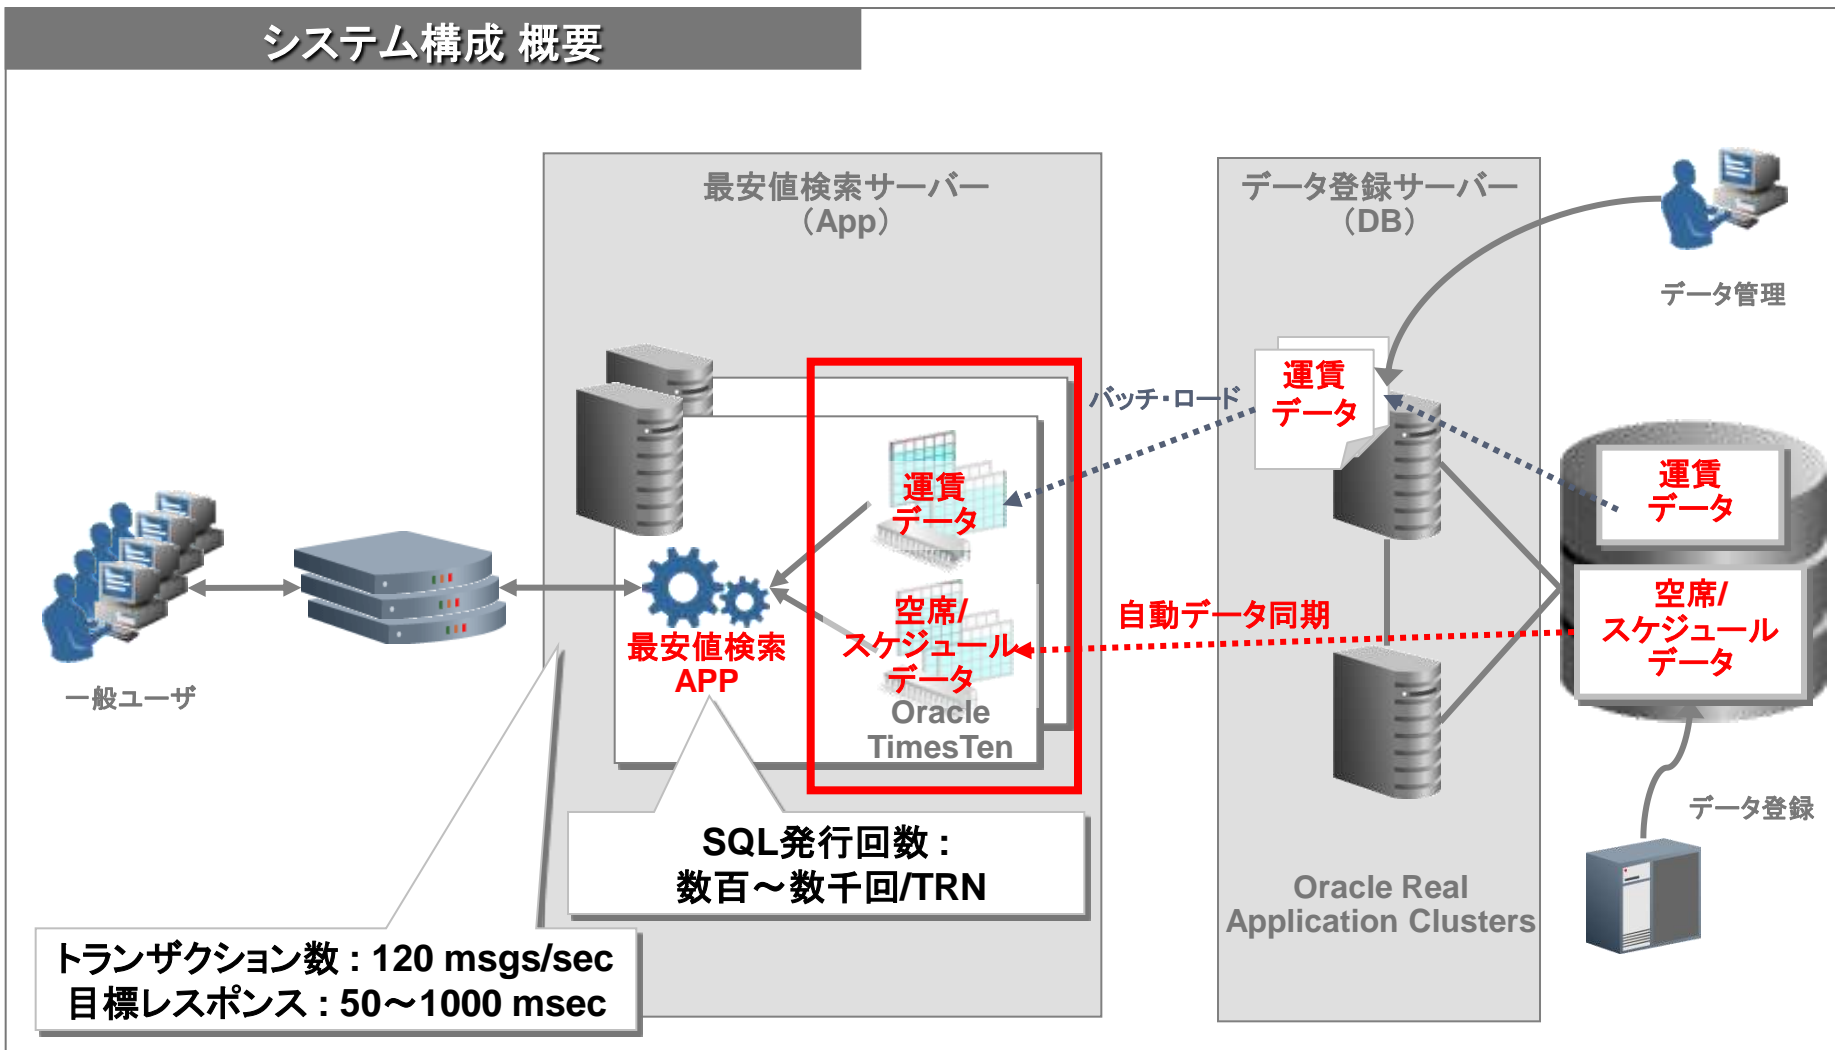 システム構成 概要
最安値検索サーバー
（App）
データ登録サーバー
（DB）
データ管理
運賃
データ
バッチ・ロード
運賃
データ
運賃
データ
空席/
スケジュール
データ
自動データ同期
空席/
スケジュール
データ
最安値検索
APP
一般ユーザ
Oracle
TimesTen
データ登録
SQL発行回数 :
数百～数千回/TRN
Oracle Real
Application Clusters
トランザクション数 : 120 msgs/sec
目標レスポンス : 50～1000 msec